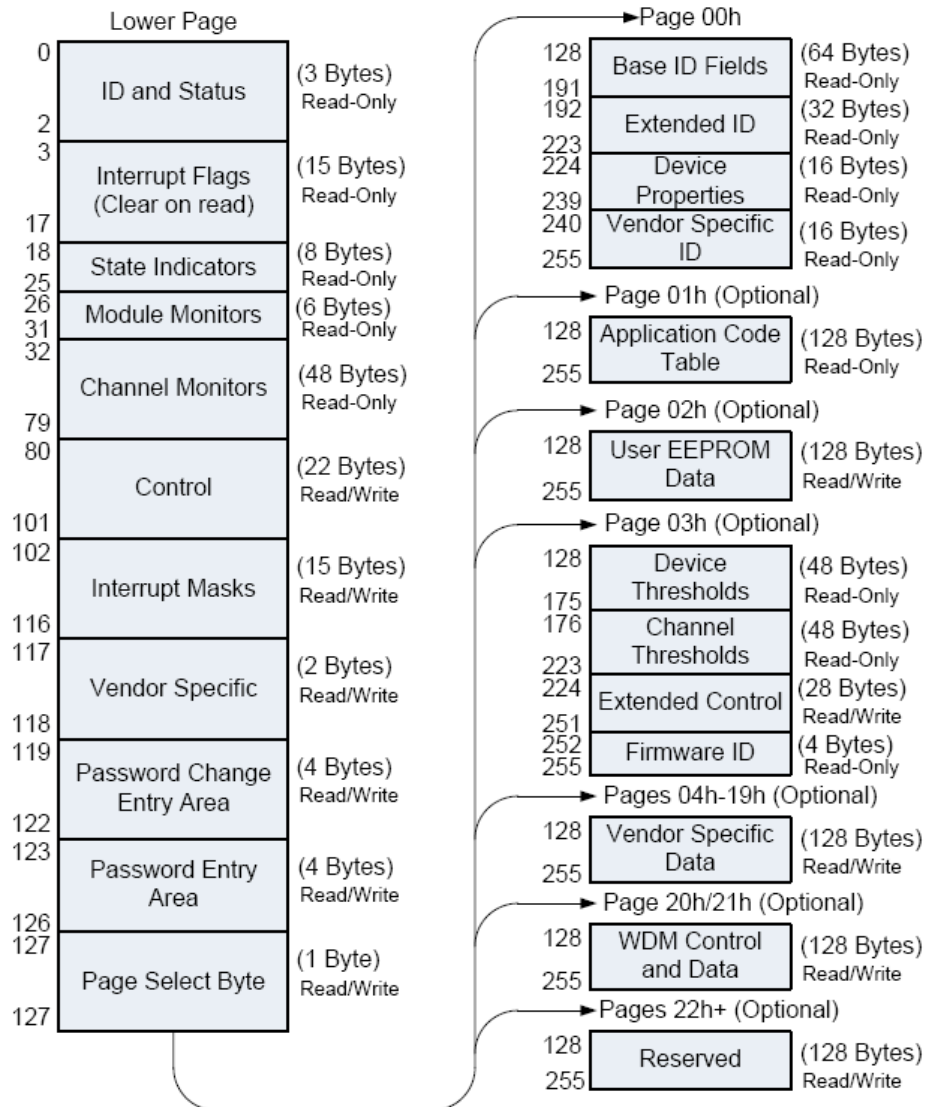 Lower Page
0
ID and Status
(3 Bytes)
Read-Only
2
3
Interrupt Flags
(Clear on read)
(15 Bytes)
Read-Only
17
18
State Indicators
(8 Bytes)
Read-Only
25
26
Module Monitors
(6 Bytes)
Read-Only
31
32
Channel Monitors
(48 Bytes)
Read-Only
79
80
Control
(22 Bytes)
Read/Write
101
102
Interrupt Masks
(15 Bytes)
Read/Write
116
117
Vendor Specific
(2 Bytes)
Read/Write
118
119
Password Change
Entry Area
(4 Bytes)
Read/Write
122
123
Password Entry
Area
(4 Bytes)
Read/Write
126
127
Page Select Byte
(1 Byte)
Read/Write
127
Page 00h
128
Base ID Fields
(64 Bytes)
Read-Only
191
192
Extended ID
(32 Bytes)
Read-Only
223
224
Device
Properties
(16 Bytes)
Read-Only
239
240
Vendor Specific
ID
(16 Bytes)
Read-Only
255
Page 01h (Optional)
128
Application Code
Table
(128 Bytes)
Read-Only
255
Page 02h (Optional)
128
User EEPROM
Data
(128 Bytes)
Read/Write
255
Page 03h (Optional)
128
Device
Thresholds
(48 Bytes)
Read-Only
175
176
Channel
Thresholds
(48 Bytes)
Read-Only
223
224
Extended Control
(28 Bytes)
Read/Write
251
252
Firmware ID
(4 Bytes)
Read-Only
255
Pages 04h-19h (Optional)
128
Vendor Specific
Data
(128 Bytes)
Read/Write
255
Page 20h/21h (Optional)
128
WDM Control
and Data
(128 Bytes)
Read/Write
255
Pages 22h+ (Optional)
128
Reserved
(128 Bytes)
Read/Write
255